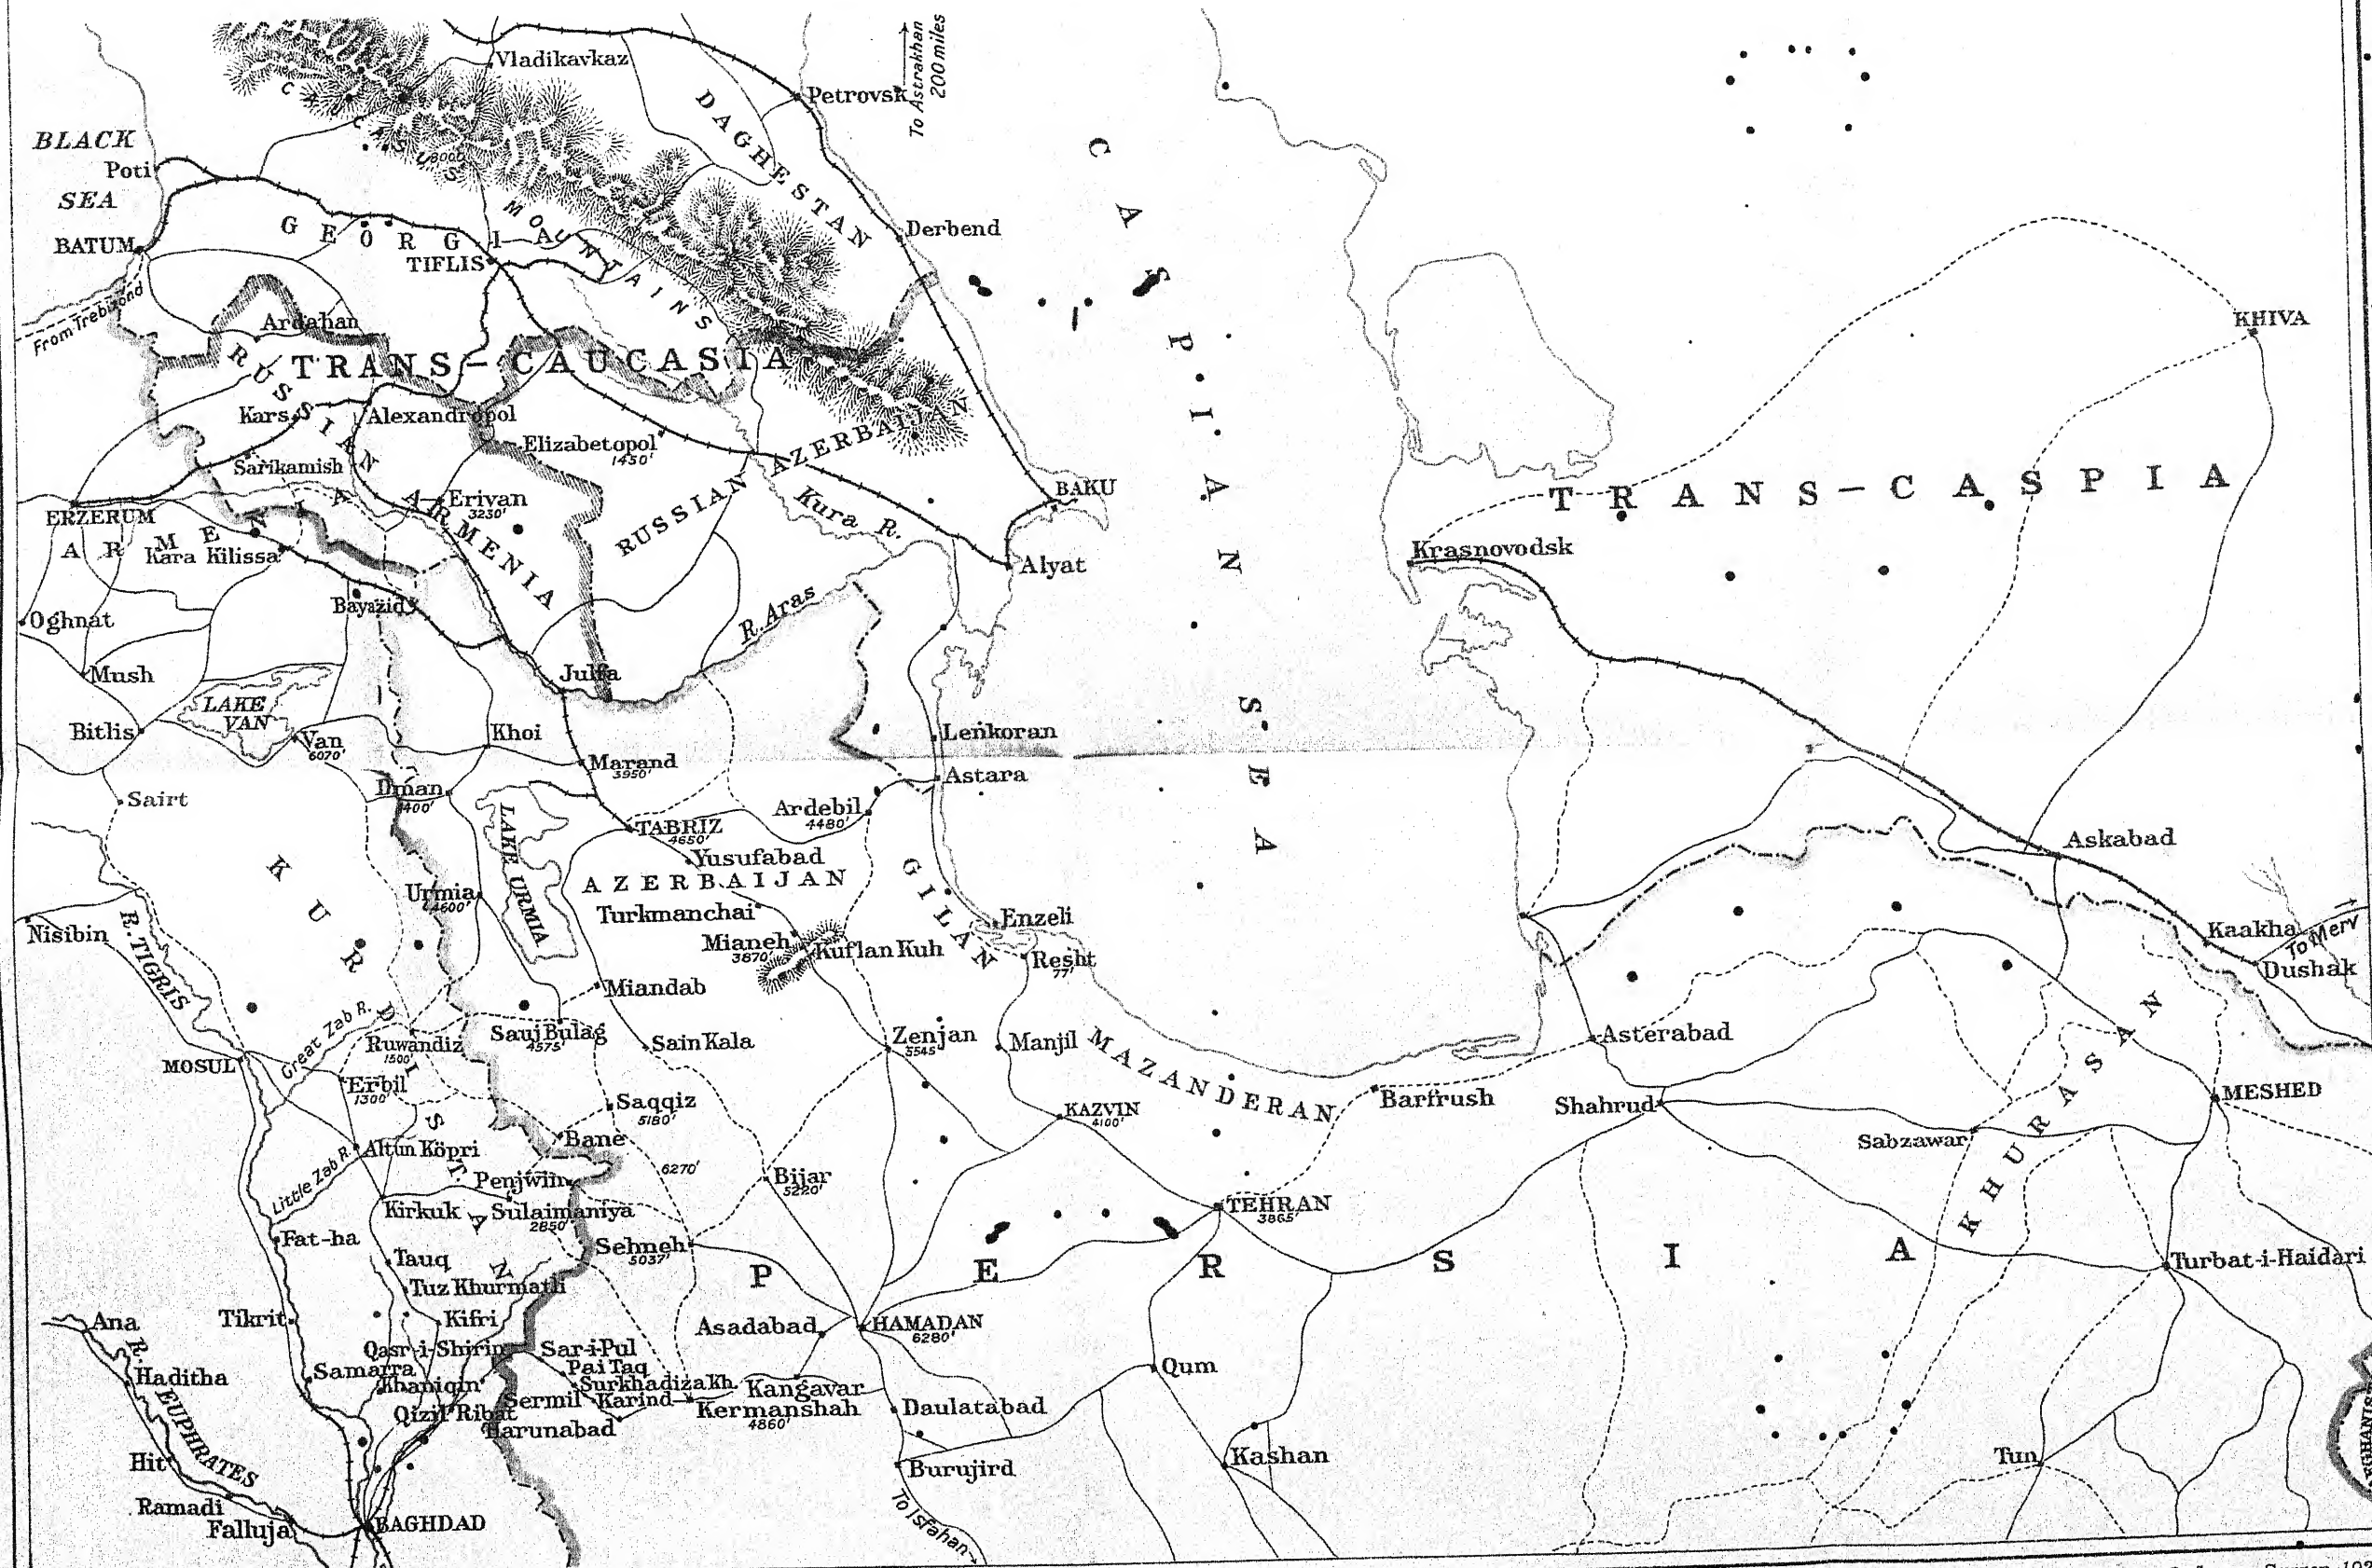 Vladikavkaz
Petrovsk
To Astrakhan
200 miles
CAUCASUS MOUNTAINS
DAGHESTAN
BLACK
SEA
Poti
BATUM
From Trebizond
GEORGIA
TIFLIS
Derbend
CASPIAN SEA
Ardahan
TRANS-CAUCASIA
KHIVA
Kars
Alexandropol
RUSSIAN ARMENIA
Elizabetopol
1450'
RUSSIAN AZERBAIJAN
Sarikamish
Erivan
3230'
Kura R.
BAKU
TRANS-CASPIA
ERZERUM
ARMENIA
Kara Kilissa
Alyat
Krasnovodsk
Bayazid
Oghnat
R. Aras
Mush
Julfa
LAKE
VAN
Bitlis
Van
6070'
Khoi
Marand
3950'
Lenkoran
Astara
Sairt
Dilman
Ardebil
4480'
TABRIZ
4650'
LAKE URMIA
Yusufabad
AZERBAIJAN
Askabad
KURDISTAN
Urmia
4600'
Turkmanchai
GILAN
Enzeli
Nisibin
R. TIGRIS
Mianeh
3870'
Kuflan Kuh
Resht
77'
Kaakha
To Merv
Dushak
Miandab
Great Zab R.
Ruwandiz
1500'
Sauj Bulag
4575'
Sain Kala
Zenjan
5545'
Manjil
MAZANDERAN
Asterabad
MOSUL
Erbil
1300'
Saqqiz
5180'
KAZVIN
4100'
Barfrush
Shahrud
MESHED
KHURASAN
Sabzawar
Bane
Altun Köpri
Little Zab R.
Penjwin
6270'
Bijar
5220'
Kirkuk
Sulaimaniya
2850'
TEHRAN
3865'
Fat-ha
Sehneh
5037'
PERSIA
Tauq
Tuz Khurmatli
Turbat-i-Haidari
Ana
Tikrit
Kifri
Asadabad
HAMADAN
6280'
Qasr-i-Shirin
Sar-i-Pul
Pai Taq
Haditha
R. EUPHRATES
Samarra
Khaniqin
Surkhadiza Kh.
Kangavar
Qum
Sermil
Karind
Kermanshah
4860'
Qizil Ribat
Harunabad
Daulatabad
Hit
Burujird
Kashan
Tun
Ramadi
Falluja
BAGHDAD
To Isfahan